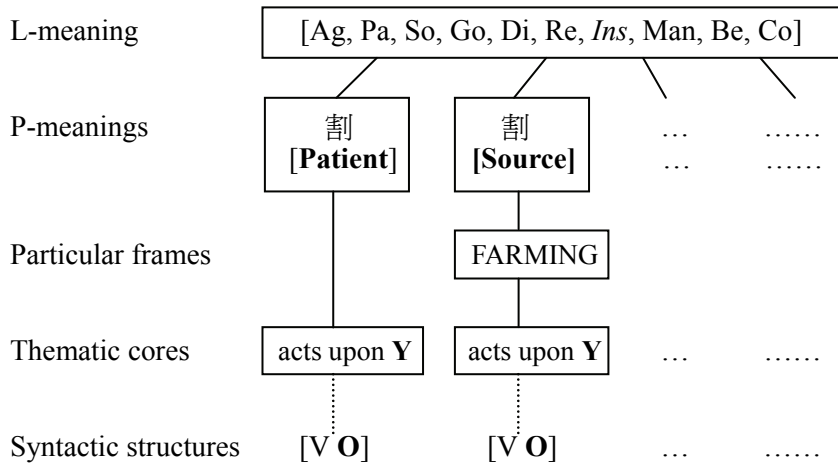 L-meaning [Ag, Pa, So, Go, Di, Re, Ins, Man, Be, Co]
P-meanings 割 割 … ……
[Patient] [Source] … ……
Particular frames FARMING
Thematic cores acts upon Y acts upon Y … ……
Syntactic structures [V O] [V O] … ……